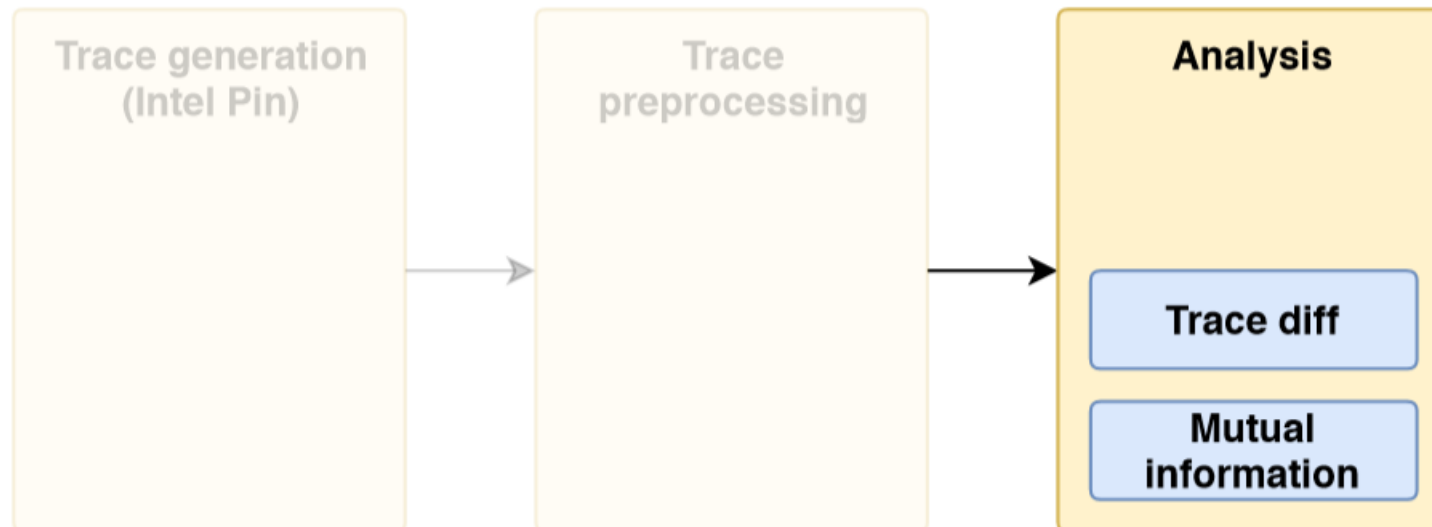 Trace generation
(Intel Pin)
Trace
preprocessing
Analysis
Trace diff
Mutual
information